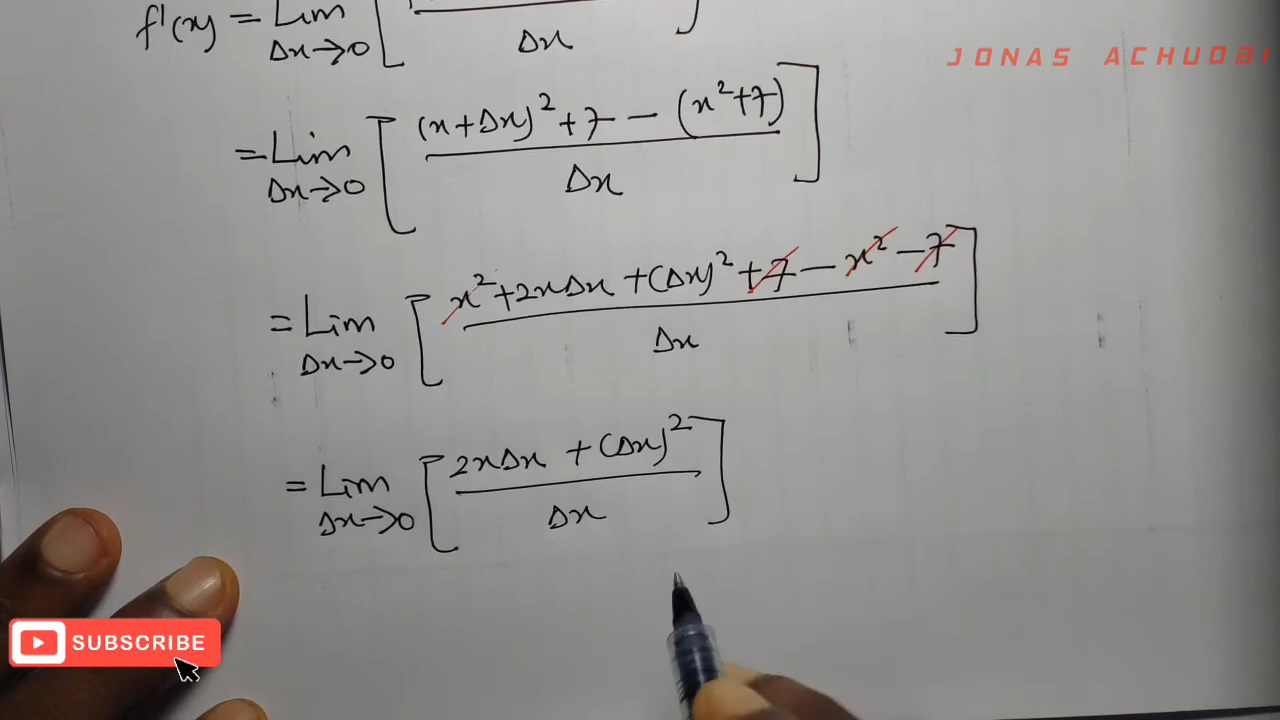 f'(x) = Lim Δx→0 [ Δx ]
JONAS ACHUOBI
= Lim Δx→0 [ ((x+Δx)² + 7 − (x²+7)) / Δx ]
= Lim Δx→0 [ (x² + 2xΔx + (Δx)² + 7 − x² − 7) / Δx ]
= Lim Δx→0 [ (2xΔx + (Δx)²) / Δx ]
SUBSCRIBE